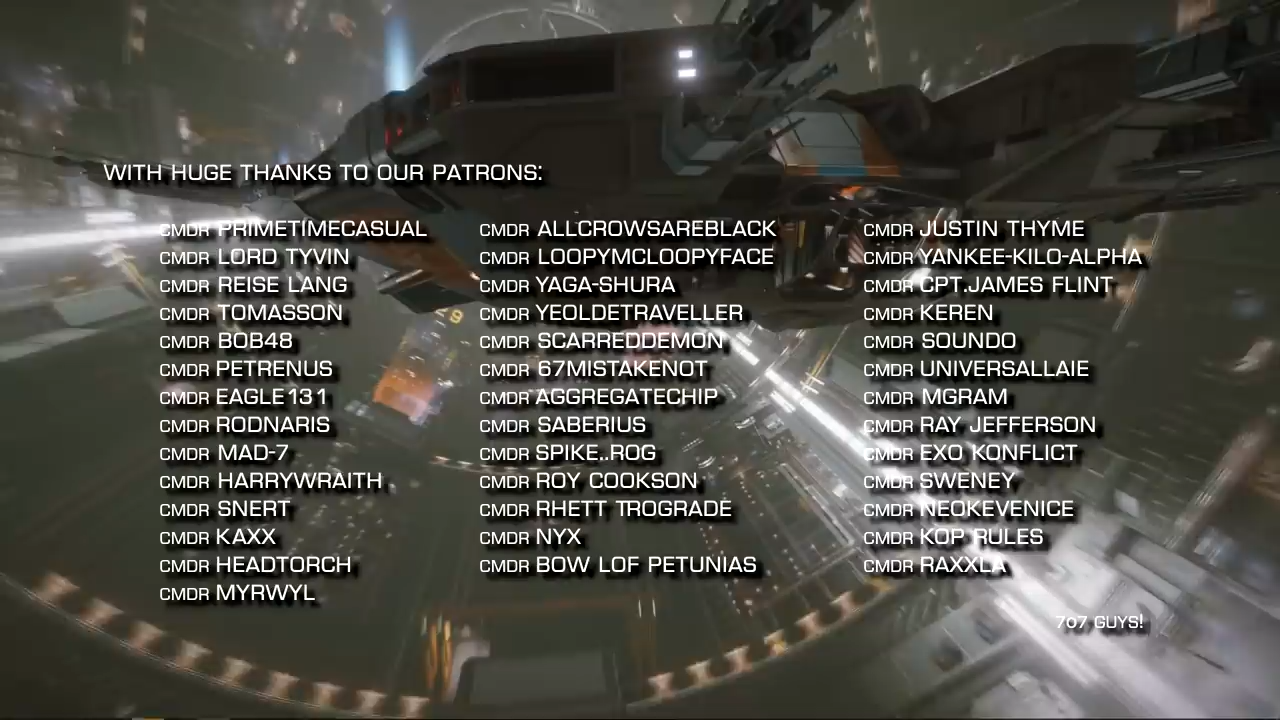 WITH HUGE THANKS TO OUR PATRONS:
CMDR PRIMETIMECASUAL
CMDR LORD TYVIN
CMDR REISE LANG
CMDR TOMASSON
CMDR BOB48
CMDR PETRENUS
CMDR EAGLE131
CMDR RODNARIS
CMDR MAD-7
CMDR HARRYWRAITH
CMDR SNERT
CMDR KAXX
CMDR HEADTORCH
CMDR MYRWYL
CMDR ALLCROWSAREBLACK
CMDR LOOPYMCLOOPYFACE
CMDR YAGA-SHURA
CMDR YEOLDETRAVELLER
CMDR SCARREDDEMON
CMDR 67MISTAKENOT
CMDR AGGREGATECHIP
CMDR SABERIUS
CMDR SPIKE..ROG
CMDR ROY COOKSON
CMDR RHETT TROGRADE
CMDR NYX
CMDR BOW LOF PETUNIAS
CMDR JUSTIN THYME
CMDR YANKEE-KILO-ALPHA
CMDR CPT.JAMES FLINT
CMDR KEREN
CMDR SOUNDO
CMDR UNIVERSALLAIE
CMDR MGRAM
CMDR RAY JEFFERSON
CMDR EXO KONFLICT
CMDR SWENEY
CMDR NEOKEVENICE
CMDR KOP RULES
CMDR RAXXLA
7o7 GUYS!